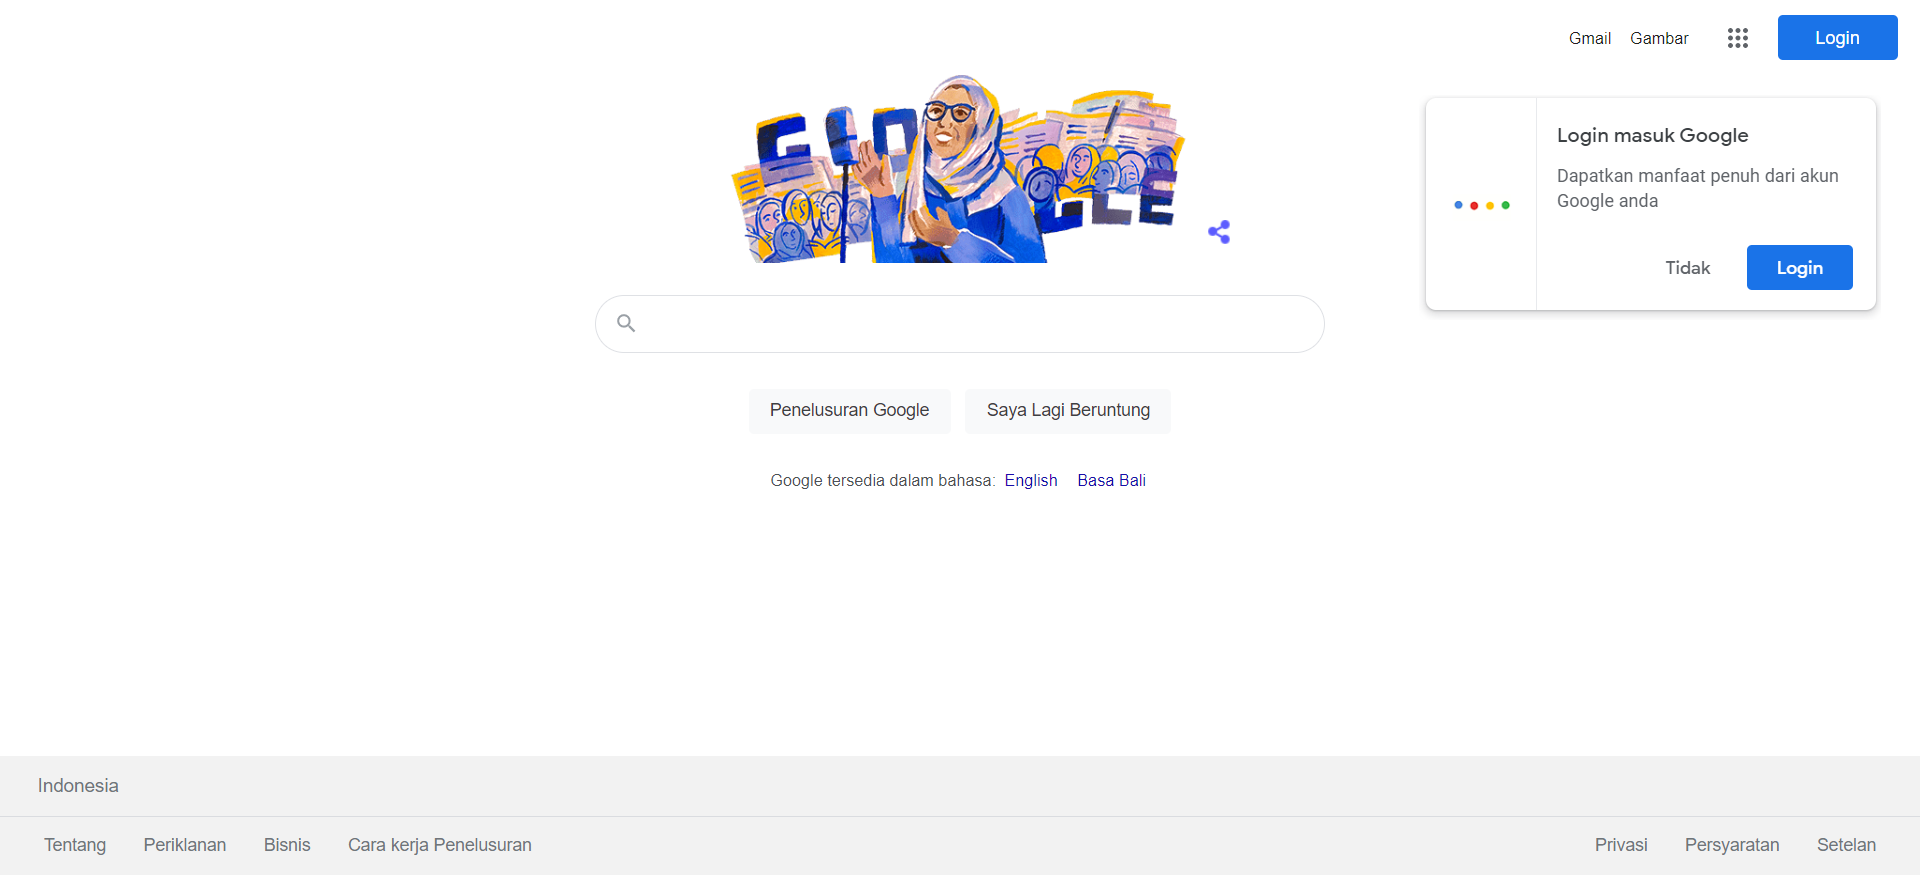 Gmail Gambar Login
GOOGLE
Login masuk Google
Dapatkan manfaat penuh dari akun
Google anda
Tidak Login
Penelusuran Google Saya Lagi Beruntung
Google tersedia dalam bahasa: English Basa Bali
Indonesia
Tentang Periklanan Bisnis Cara kerja Penelusuran Privasi Persyaratan Setelan